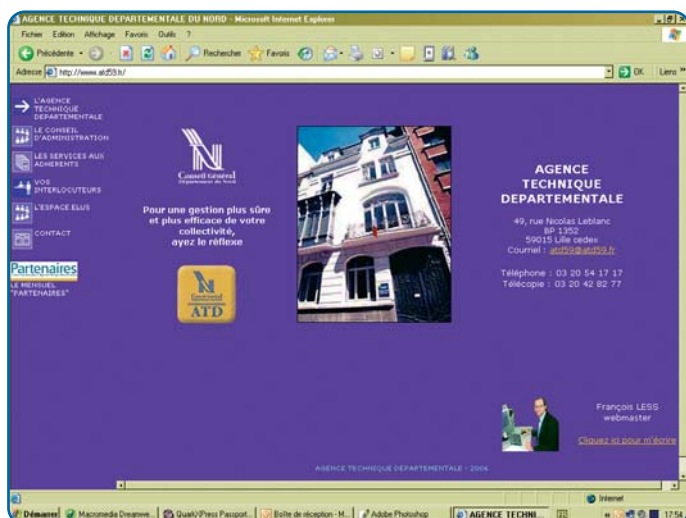 AGENCE TECHNIQUE DEPARTEMENTALE DU NORD - Microsoft Internet Explorer
Fichier Edition Affichage Favoris Outils ?
Précédente
Rechercher
Favoris
Adresse
http://www.atd59.fr/
OK
Liens
L'AGENCE
TECHNIQUE
DEPARTEMENTALE
LE CONSEIL
D'ADMINISTRATION
LES SERVICES AUX
ADHERENTS
VOS
INTERLOCUTEURS
L'ESPACE ELUS
CONTACT
Partenaires
LE MENSUEL
"PARTENAIRES"
N
Conseil Général
Département du Nord
Pour une gestion plus sûre
et plus efficace de votre
collectivité,
ayez le réflexe
N
ATD
AGENCE
TECHNIQUE
DEPARTEMENTALE
49, rue Nicolas Leblanc
BP 1352
59015 Lille cedex
Courriel : atd59@atd59.fr
Téléphone : 03 20 54 17 17
Télécopie : 03 20 42 82 77
François LESS
webmaster
Cliquez ici pour m'écrire
AGENCE TECHNIQUE DEPARTEMENTALE - 2006
Internet
Démarrer
Macromedia Dreamwe...
QuarkXPress Passport...
Boîte de réception - M...
Adobe Photoshop
AGENCE TECHNI...
17:54